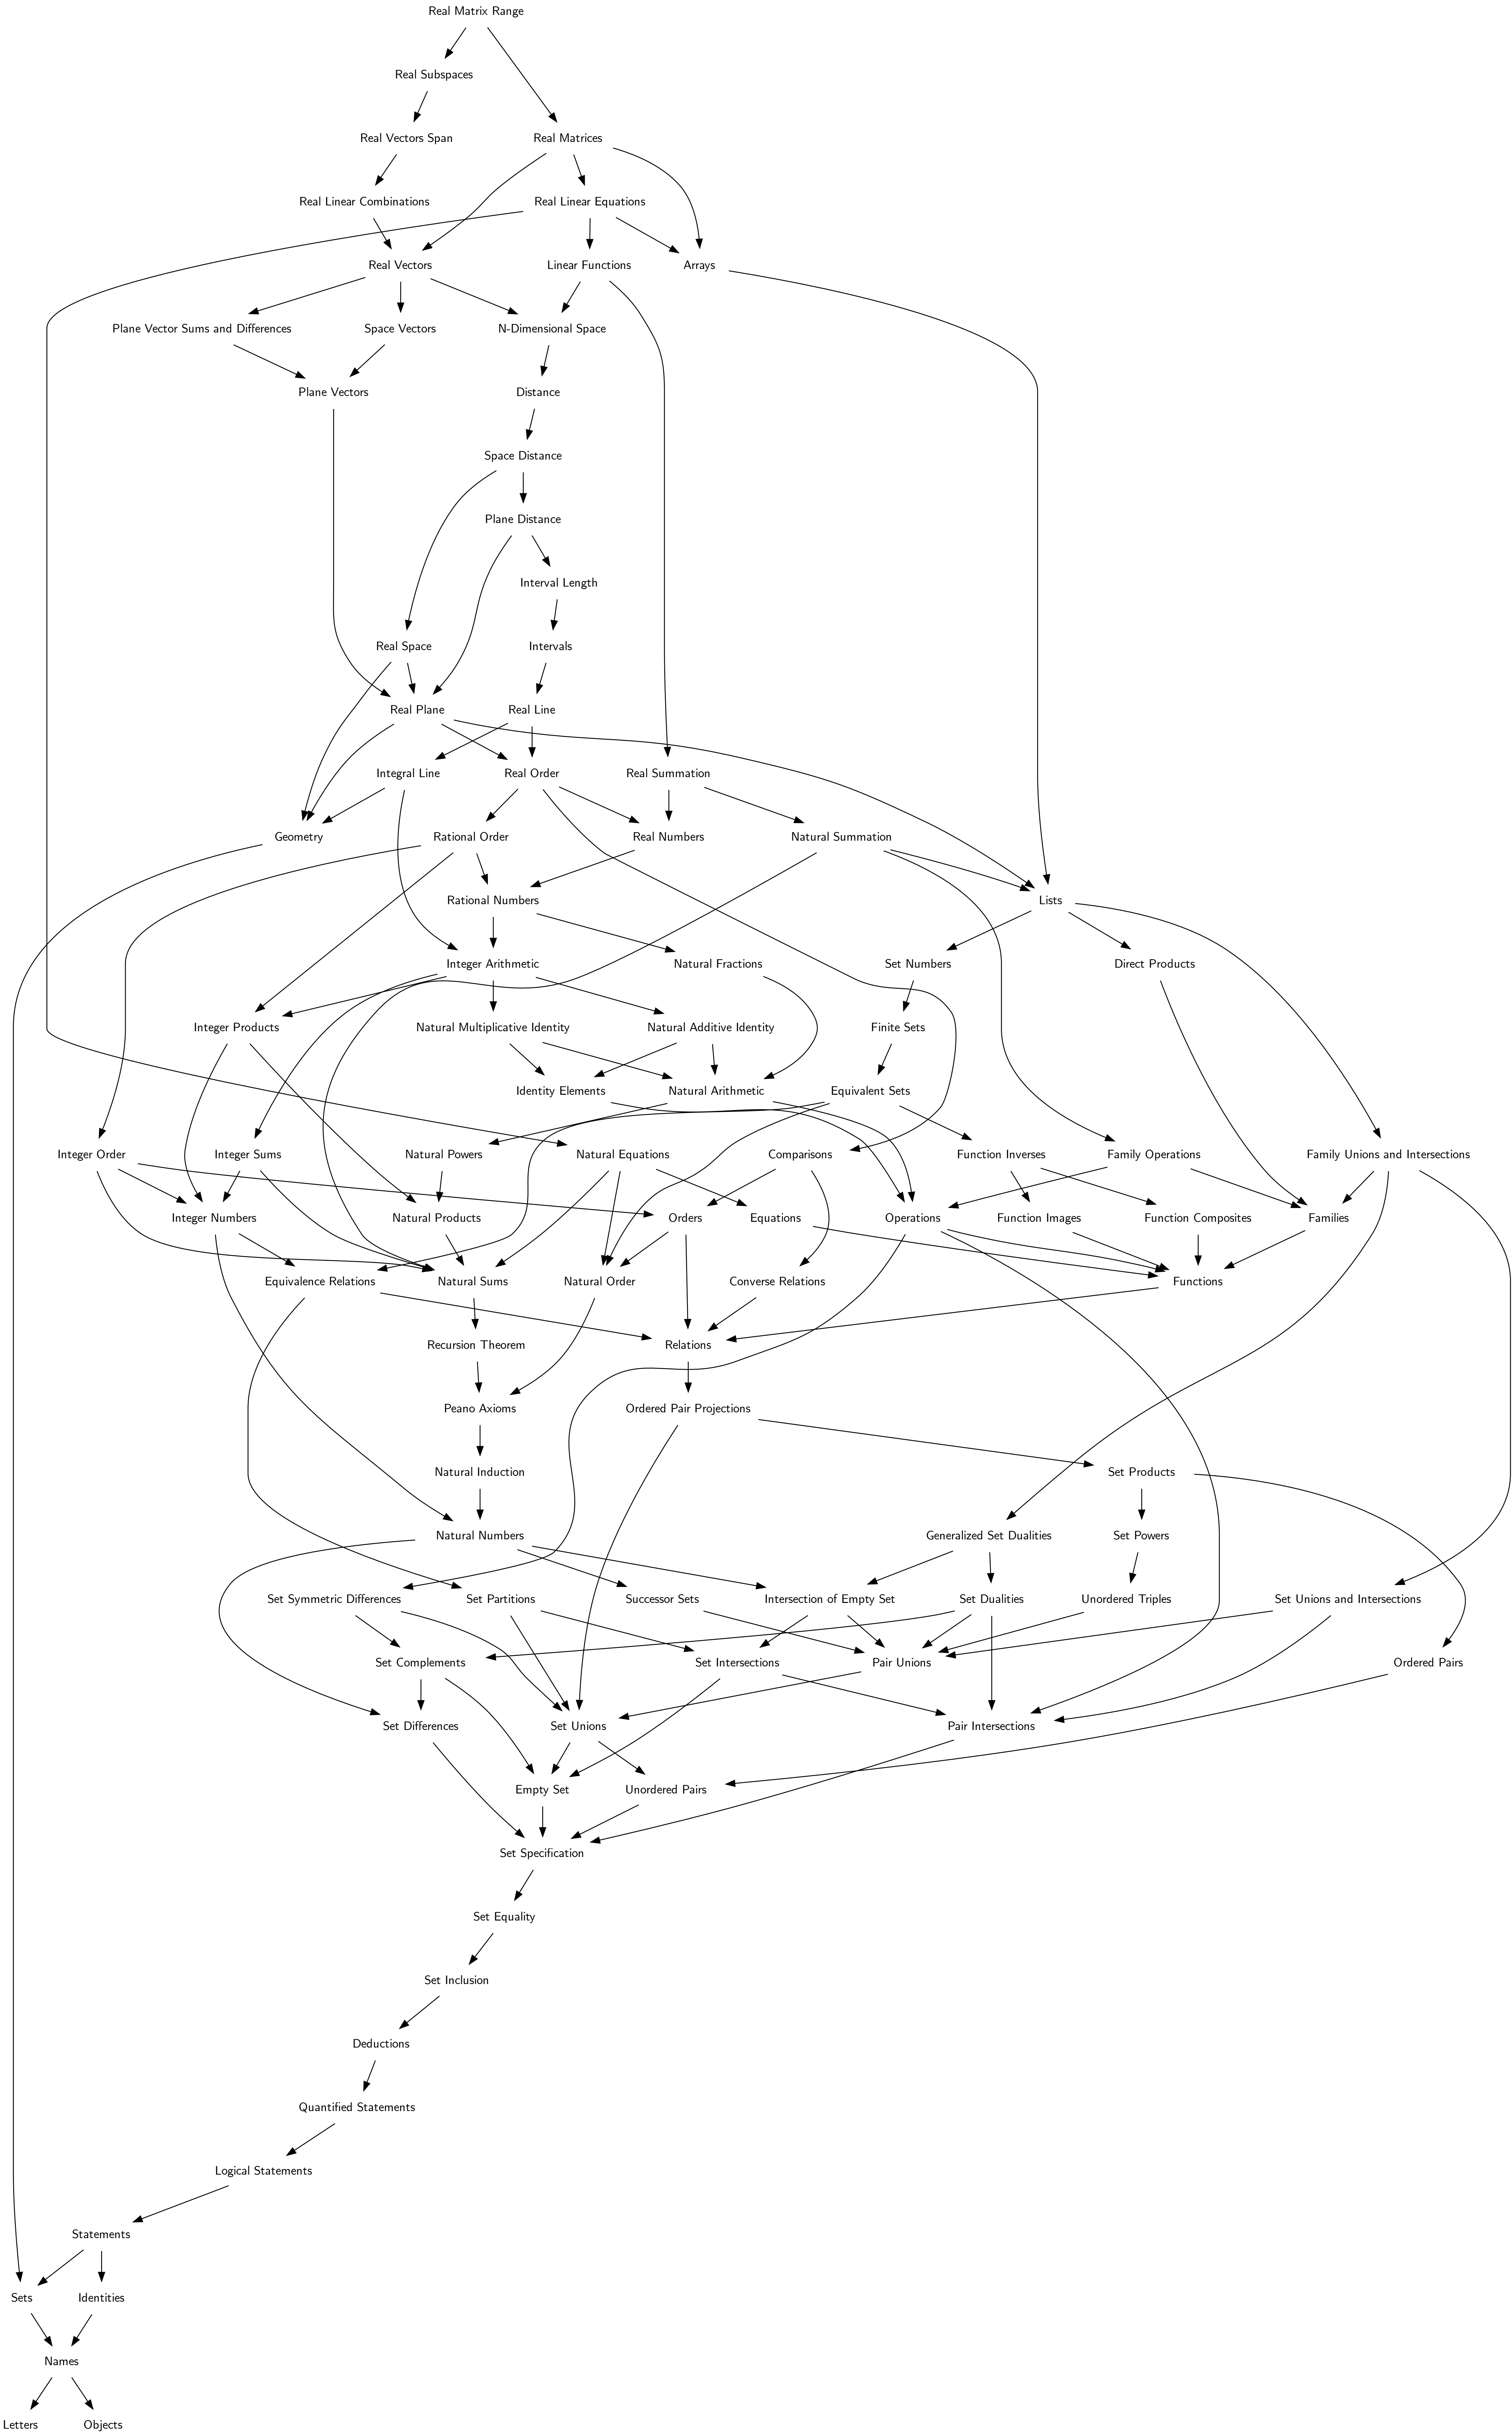 Real Matrix Range
Real Subspaces
Real Vectors Span
Real Matrices
Real Linear Combinations
Real Linear Equations
Real Vectors
Linear Functions
Arrays
Plane Vector Sums and Differences
Space Vectors
N-Dimensional Space
Plane Vectors
Distance
Space Distance
Plane Distance
Interval Length
Real Space
Intervals
Real Plane
Real Line
Integral Line
Real Order
Real Summation
Geometry
Rational Order
Real Numbers
Natural Summation
Rational Numbers
Lists
Integer Arithmetic
Natural Fractions
Set Numbers
Direct Products
Integer Products
Natural Multiplicative Identity
Natural Additive Identity
Finite Sets
Identity Elements
Natural Arithmetic
Equivalent Sets
Integer Order
Integer Sums
Natural Powers
Natural Equations
Comparisons
Function Inverses
Family Operations
Family Unions and Intersections
Integer Numbers
Natural Products
Orders
Equations
Operations
Function Images
Function Composites
Families
Equivalence Relations
Natural Sums
Natural Order
Converse Relations
Functions
Recursion Theorem
Relations
Peano Axioms
Ordered Pair Projections
Natural Induction
Set Products
Natural Numbers
Generalized Set Dualities
Set Powers
Set Symmetric Differences
Set Partitions
Successor Sets
Intersection of Empty Set
Set Dualities
Unordered Triples
Set Unions and Intersections
Set Complements
Set Intersections
Pair Unions
Ordered Pairs
Set Differences
Set Unions
Pair Intersections
Empty Set
Unordered Pairs
Set Specification
Set Equality
Set Inclusion
Deductions
Quantified Statements
Logical Statements
Statements
Sets
Identities
Names
Letters
Objects